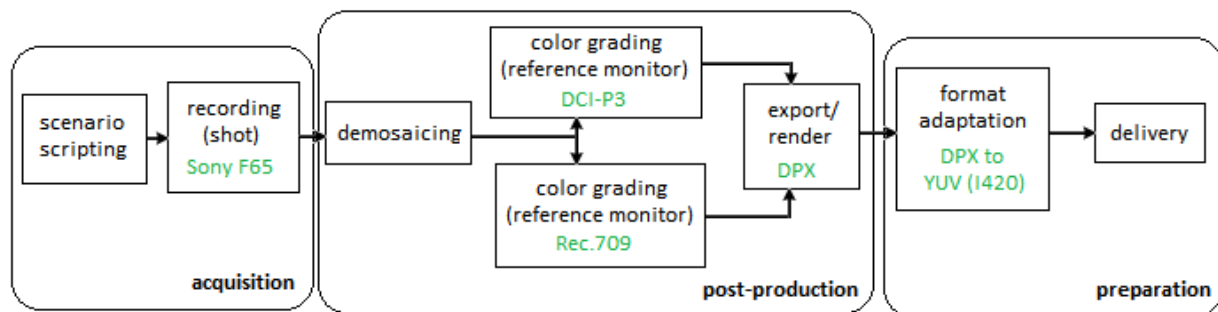 scenario
scripting
recording
(shot)
Sony F65
acquisition
demosaicing
color grading
(reference monitor)
DCI-P3
color grading
(reference monitor)
Rec.709
export/
render
DPX
post-production
format
adaptation
DPX to
YUV (I420)
delivery
preparation